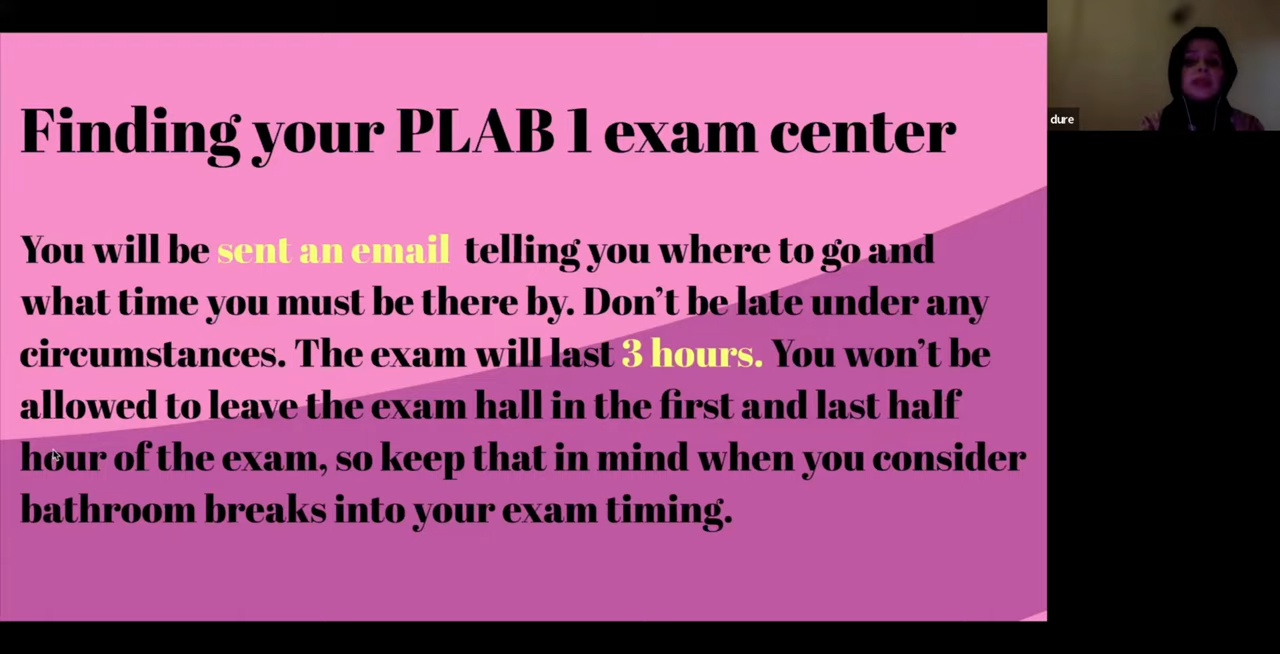 Finding your PLAB 1 exam center
You will be sent an email telling you where to go and
what time you must be there by. Don't be late under any
circumstances. The exam will last 3 hours. You won't be
allowed to leave the exam hall in the first and last half
hour of the exam, so keep that in mind when you consider
bathroom breaks into your exam timing.
dure